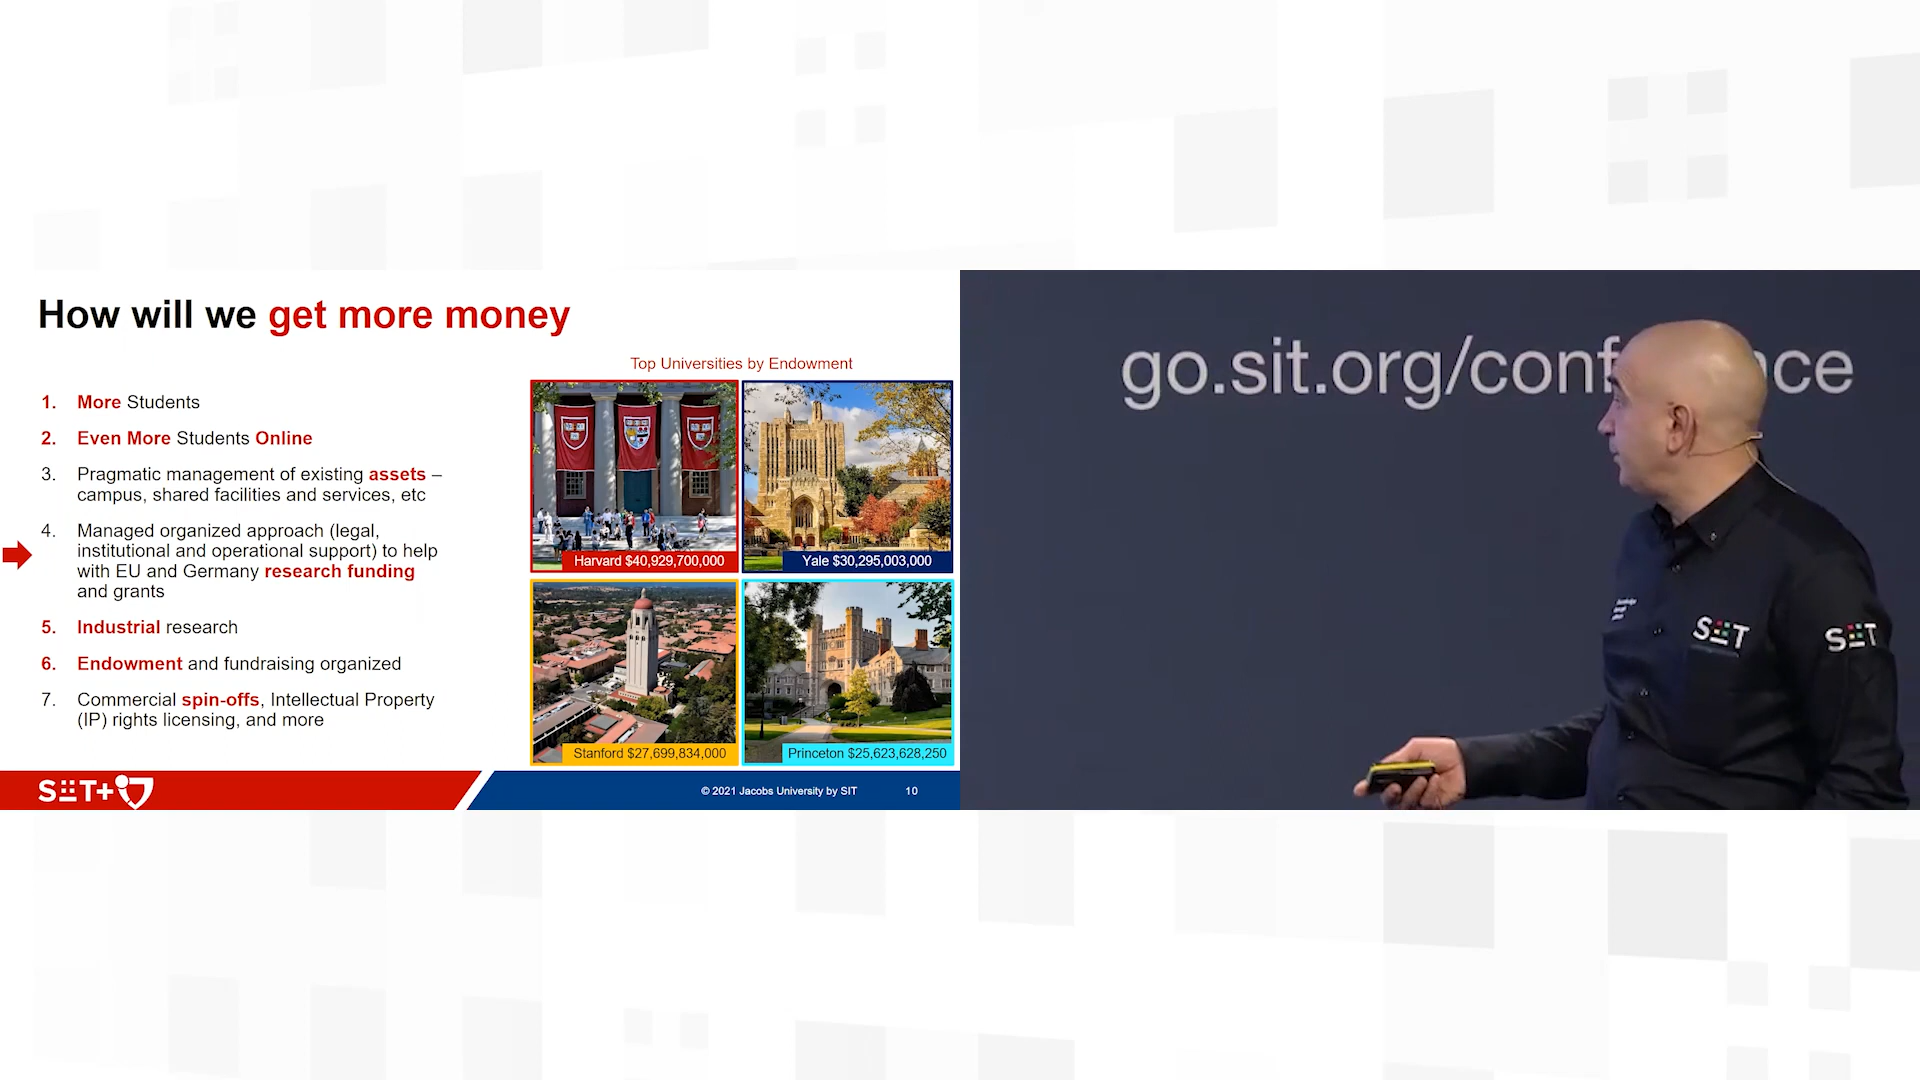 How will we get more money
1. More Students
2. Even More Students Online
3. Pragmatic management of existing assets –
campus, shared facilities and services, etc
4. Managed organized approach (legal,
institutional and operational support) to help
with EU and Germany research funding
and grants
5. Industrial research
6. Endowment and fundraising organized
7. Commercial spin-offs, Intellectual Property
(IP) rights licensing, and more
Top Universities by Endowment
Harvard $40,929,700,000
Yale $30,295,003,000
Stanford $27,699,834,000
Princeton $25,623,628,250
SIT+
© 2021 Jacobs University by SIT
10
go.sit.org/conf nce
SIT
SIT